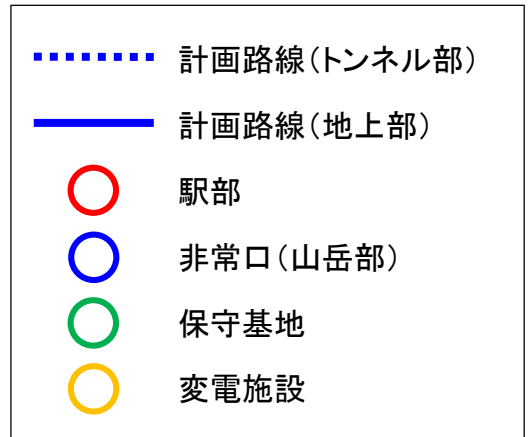 計画路線(トンネル部)
計画路線(地上部)
駅部
非常口(山岳部)
保守基地
変電施設